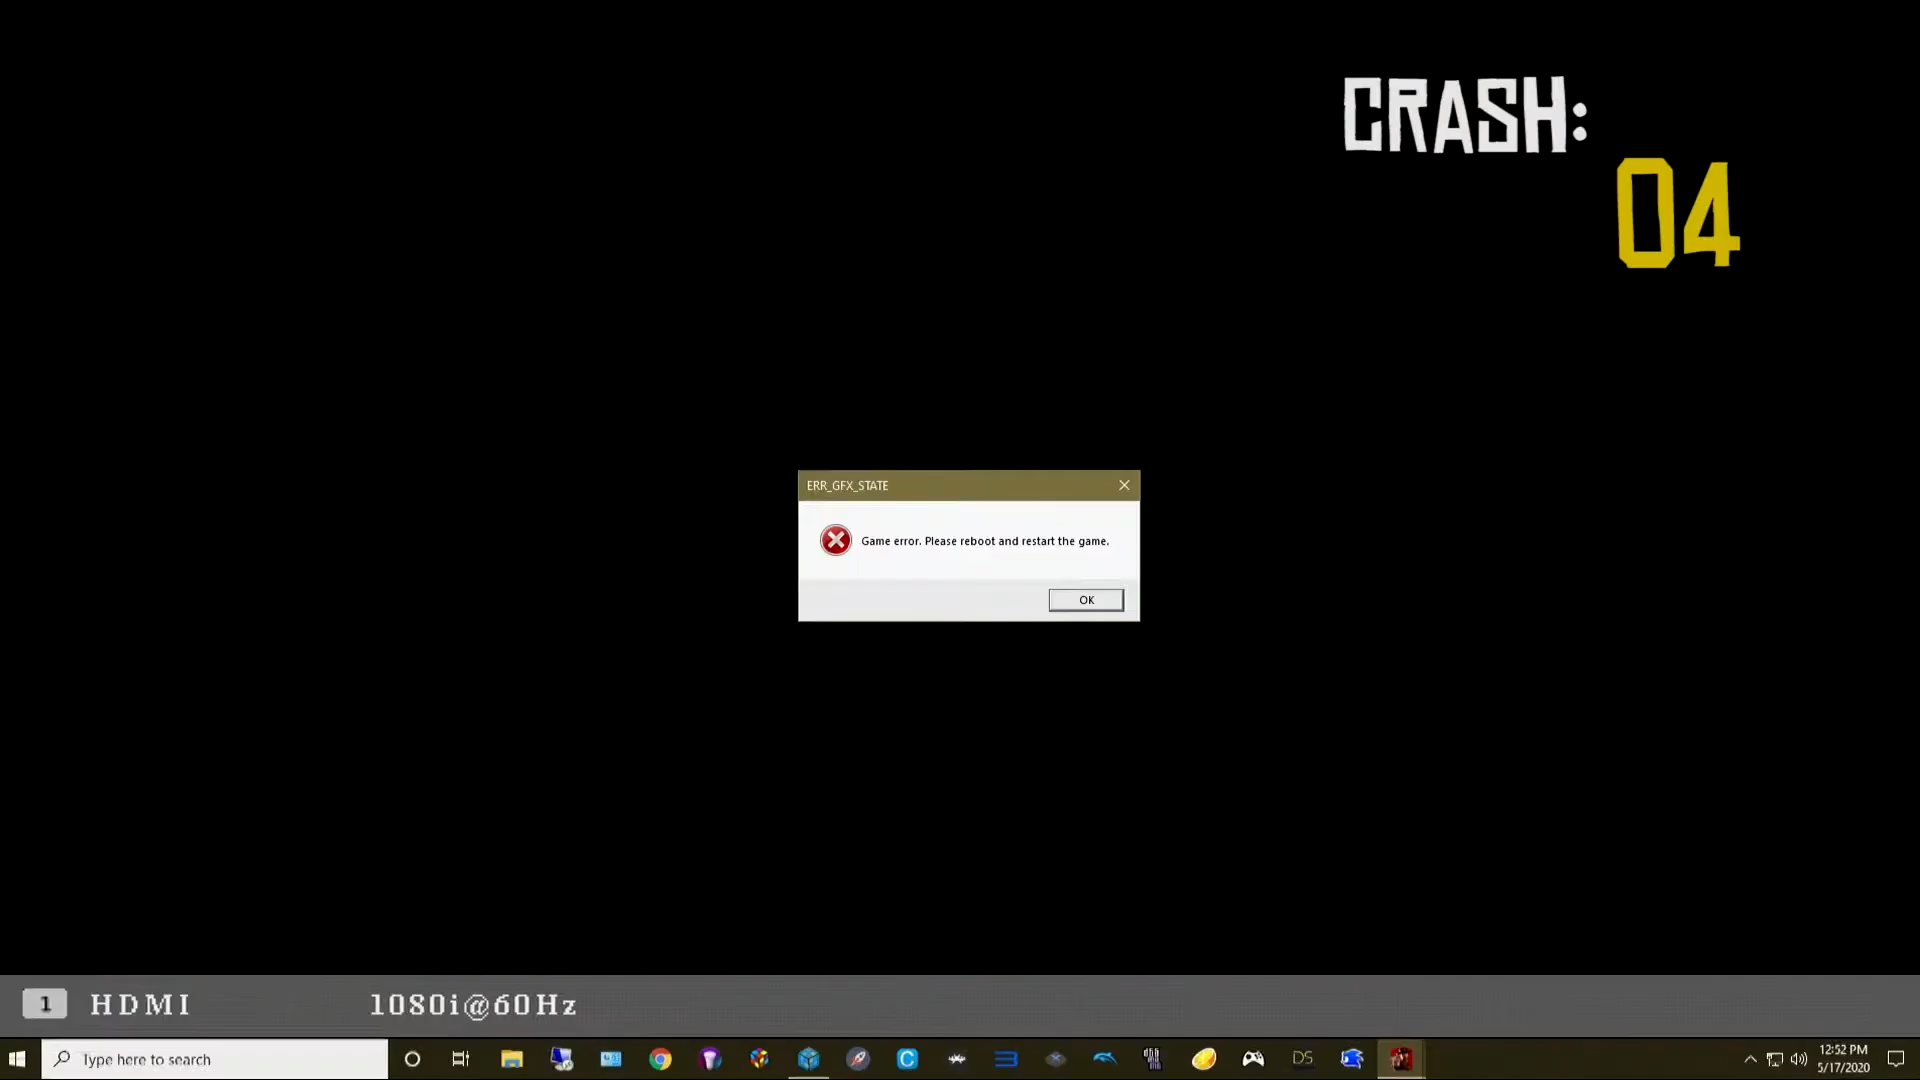 CRASH:
04
ERR_GFX_STATE
Game error. Please reboot and restart the game.
OK
1 HDMI 1080i@60Hz
Type here to search
DS
12:52 PM
5/17/2020